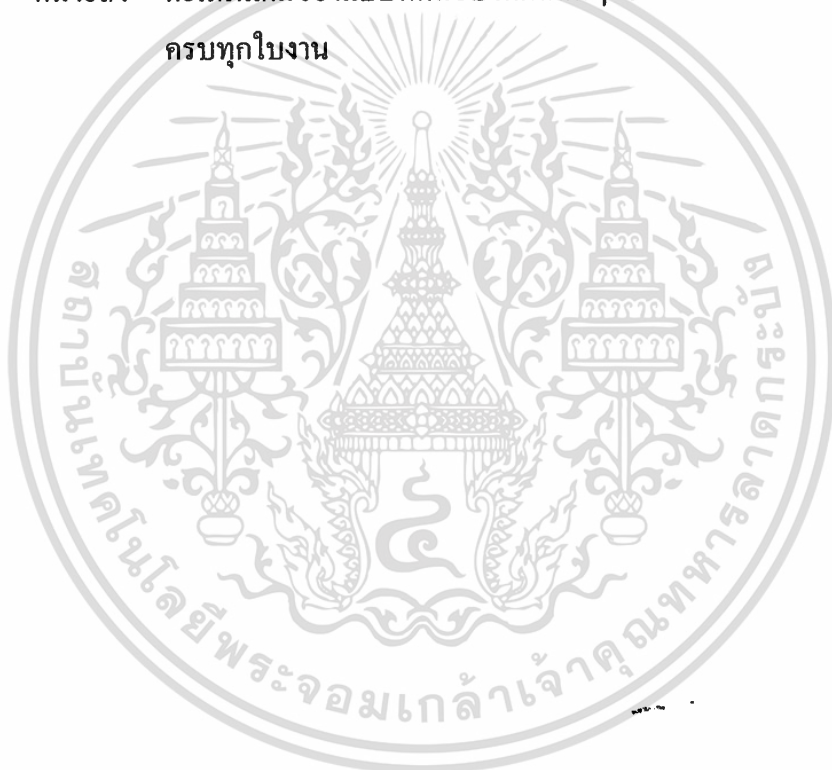 ครบทุกใบงาน
สถาบันเทคโนโลยีพระจอมเกล้าเจ้าคุณทหารลาดกระบัง
๔